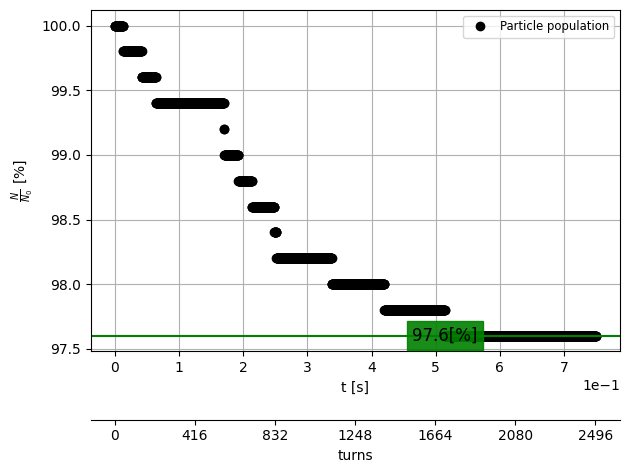 Particle population
100.0
99.5
99.0
98.5
98.0
97.5
N/N₀ [%]
97.6[%]
0 1 2 3 4 5 6 7
t [s]
1e−1
0 416 832 1248 1664 2080 2496
turns